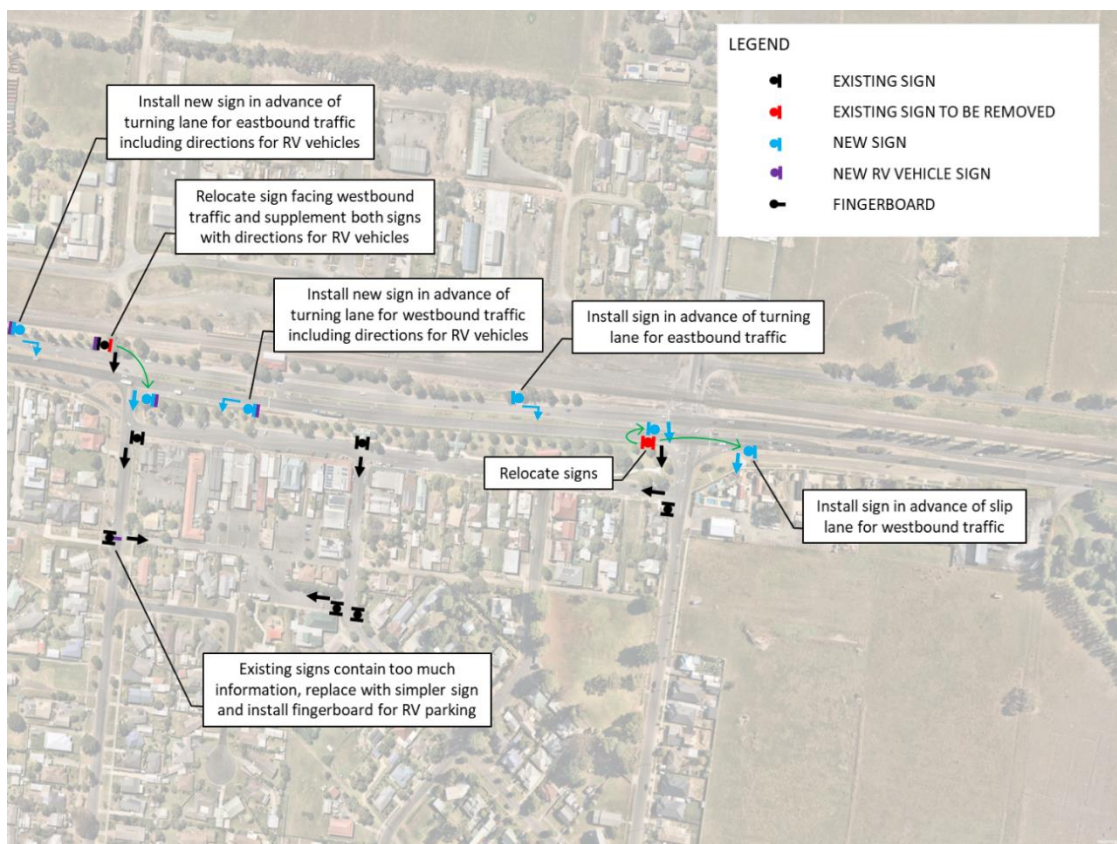 LEGEND
EXISTING SIGN
EXISTING SIGN TO BE REMOVED
NEW SIGN
NEW RV VEHICLE SIGN
FINGERBOARD
Install new sign in advance of
turning lane for eastbound traffic
including directions for RV vehicles
Relocate sign facing westbound
traffic and supplement both signs
with directions for RV vehicles
Install new sign in advance of
turning lane for westbound traffic
including directions for RV vehicles
Install sign in advance of turning
lane for eastbound traffic
Relocate signs
Install sign in advance of slip
lane for westbound traffic
Existing signs contain too much
information, replace with simpler sign
and install fingerboard for RV parking